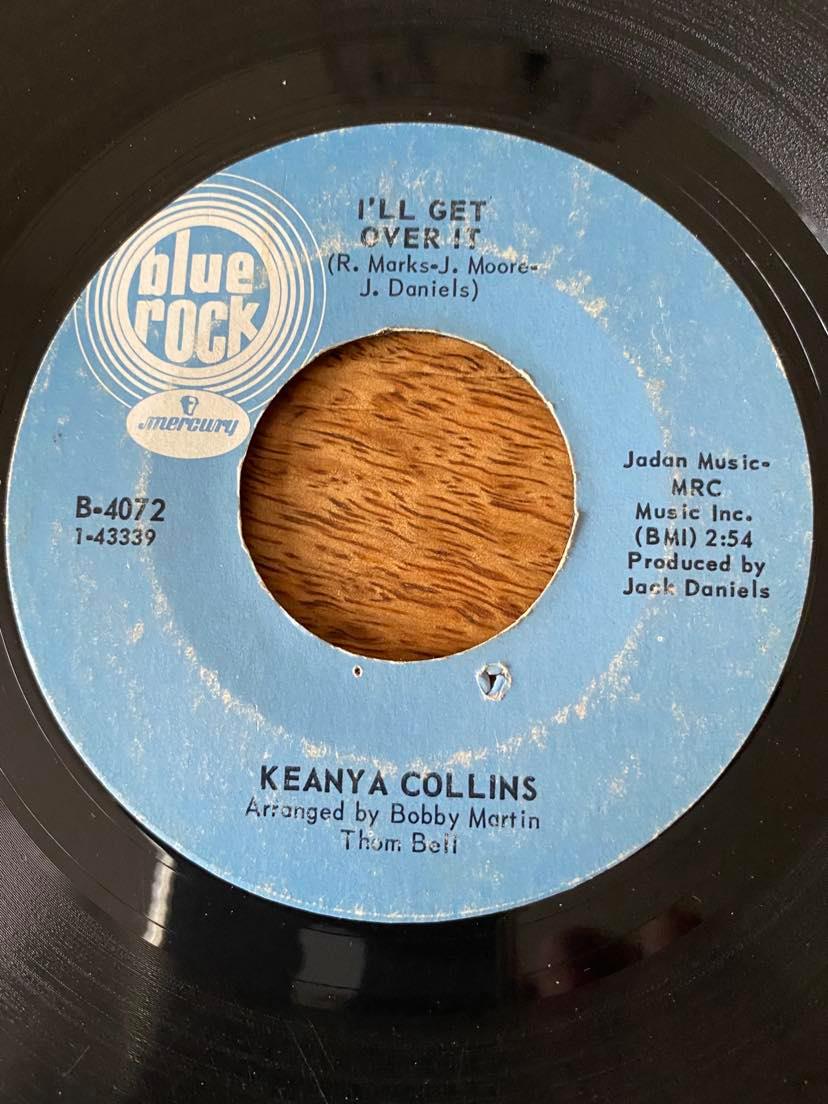 I'LL GET
OVER IT
(R. Marks-J. Moore-
J. Daniels)
blue
rock
mercury
B-4072
1-43339
Jadan Music-
MRC
Music Inc.
(BMI) 2:54
Produced by
Jack Daniels
KEANYA COLLINS
Arranged by Bobby Martin
Thom Bell